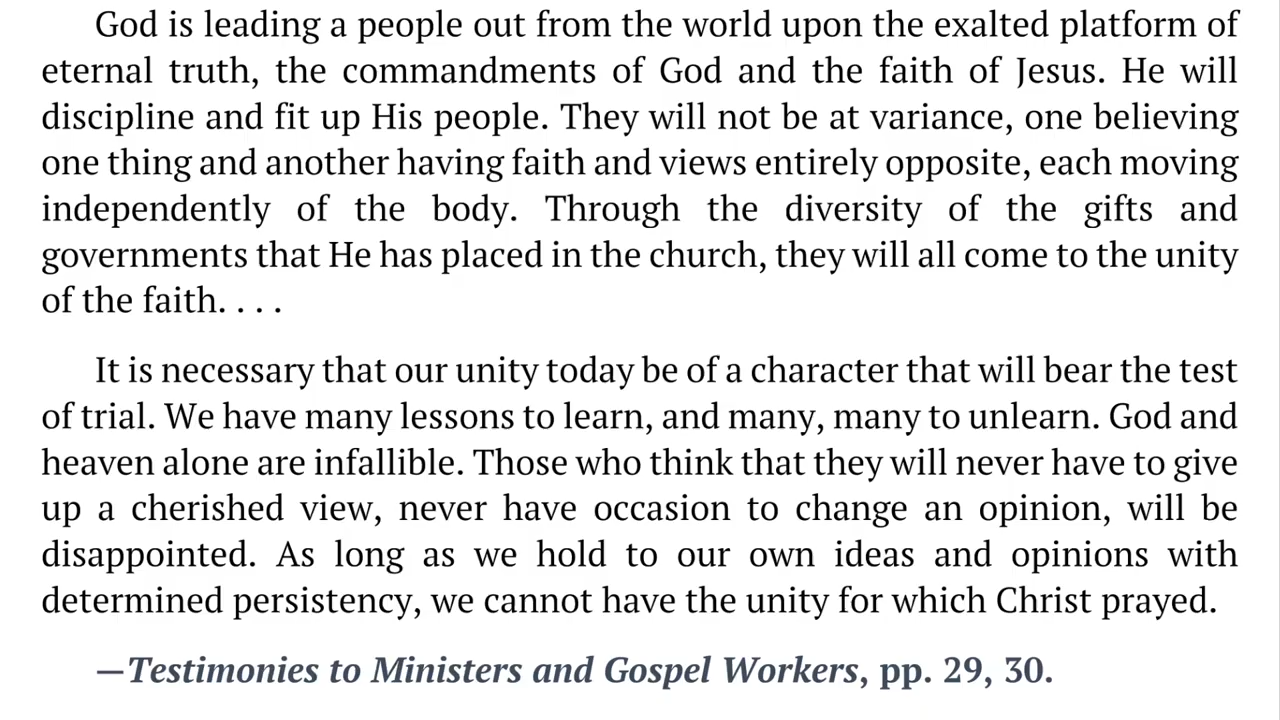 God is leading a people out from the world upon the exalted platform of
eternal truth, the commandments of God and the faith of Jesus. He will
discipline and fit up His people. They will not be at variance, one believing
one thing and another having faith and views entirely opposite, each moving
independently of the body. Through the diversity of the gifts and
governments that He has placed in the church, they will all come to the unity
of the faith. . . .
It is necessary that our unity today be of a character that will bear the test
of trial. We have many lessons to learn, and many, many to unlearn. God and
heaven alone are infallible. Those who think that they will never have to give
up a cherished view, never have occasion to change an opinion, will be
disappointed. As long as we hold to our own ideas and opinions with
determined persistency, we cannot have the unity for which Christ prayed.
—Testimonies to Ministers and Gospel Workers, pp. 29, 30.